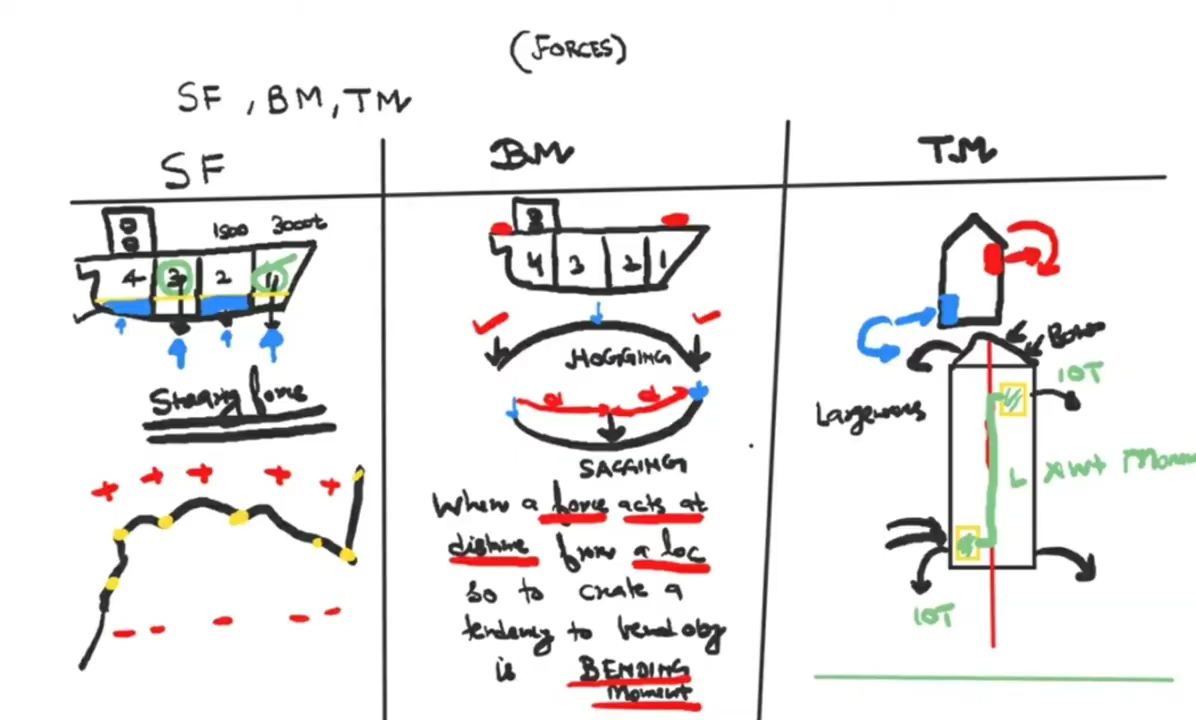 (FORCES)
SF, BM, TM
SF
1500 3000t
4 3 2 1
Shearing force
+ + + + +
- - - - -
BM
8
4 3 2 1
HOGGING
d d
SAGGING
When a force acts at
distance from a loc
so to create a
tendency to bend obj
is BENDING
Moment
TM
10T
L x wt Moment
10T